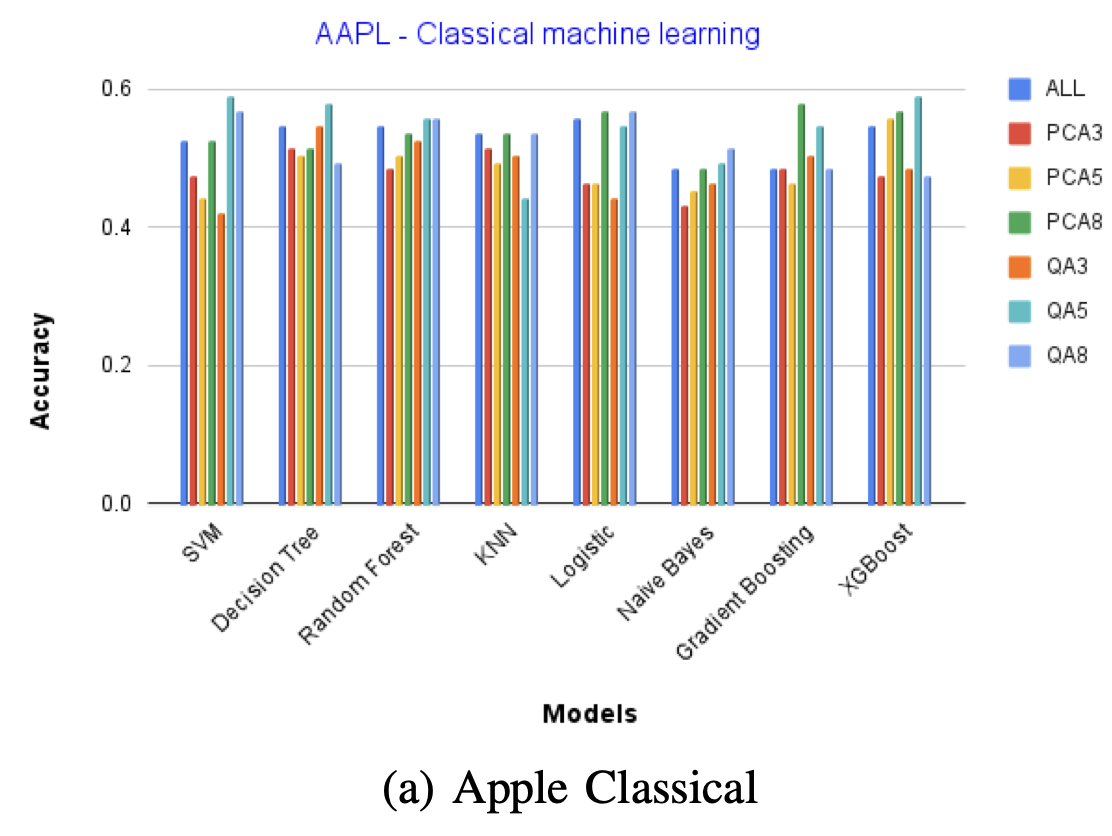 AAPL - Classical machine learning
0.6
0.4
0.2
0.0
Accuracy
SVM
Decision Tree
Random Forest
KNN
Logistic
Naive Bayes
Gradient Boosting
XGBoost
Models
ALL
PCA3
PCA5
PCA8
QA3
QA5
QA8
(a) Apple Classical